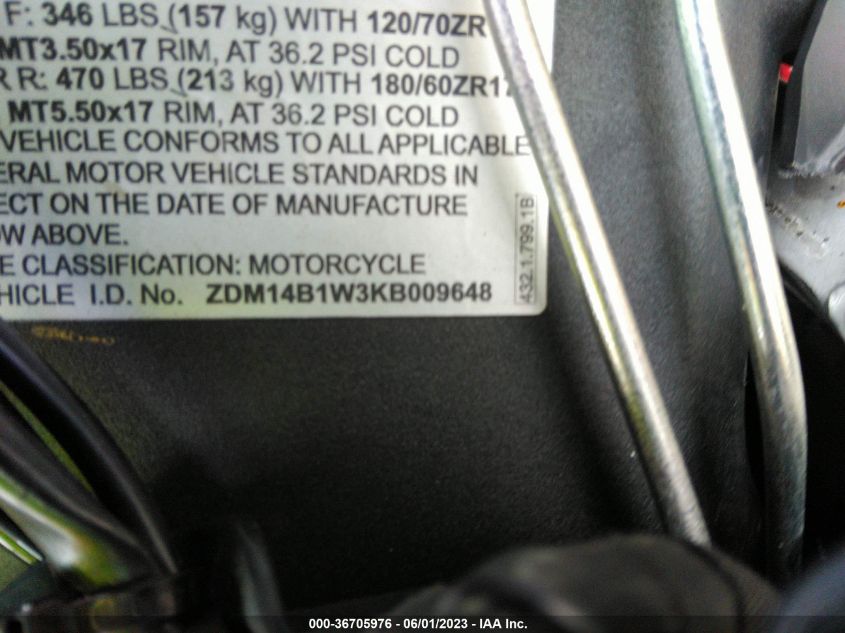 F: 346 LBS (157 kg) WITH 120/70ZR
MT3.50x17 RIM, AT 36.2 PSI COLD
R R: 470 LBS (213 kg) WITH 180/60ZR17
MT5.50x17 RIM, AT 36.2 PSI COLD
VEHICLE CONFORMS TO ALL APPLICABLE
ERAL MOTOR VEHICLE STANDARDS IN
ECT ON THE DATE OF MANUFACTURE
OW ABOVE.
E CLASSIFICATION: MOTORCYCLE
EHICLE I.D. No. ZDM14B1W3KB009648
432.1.799.1B
000-36705976 - 06/01/2023 - IAA Inc.